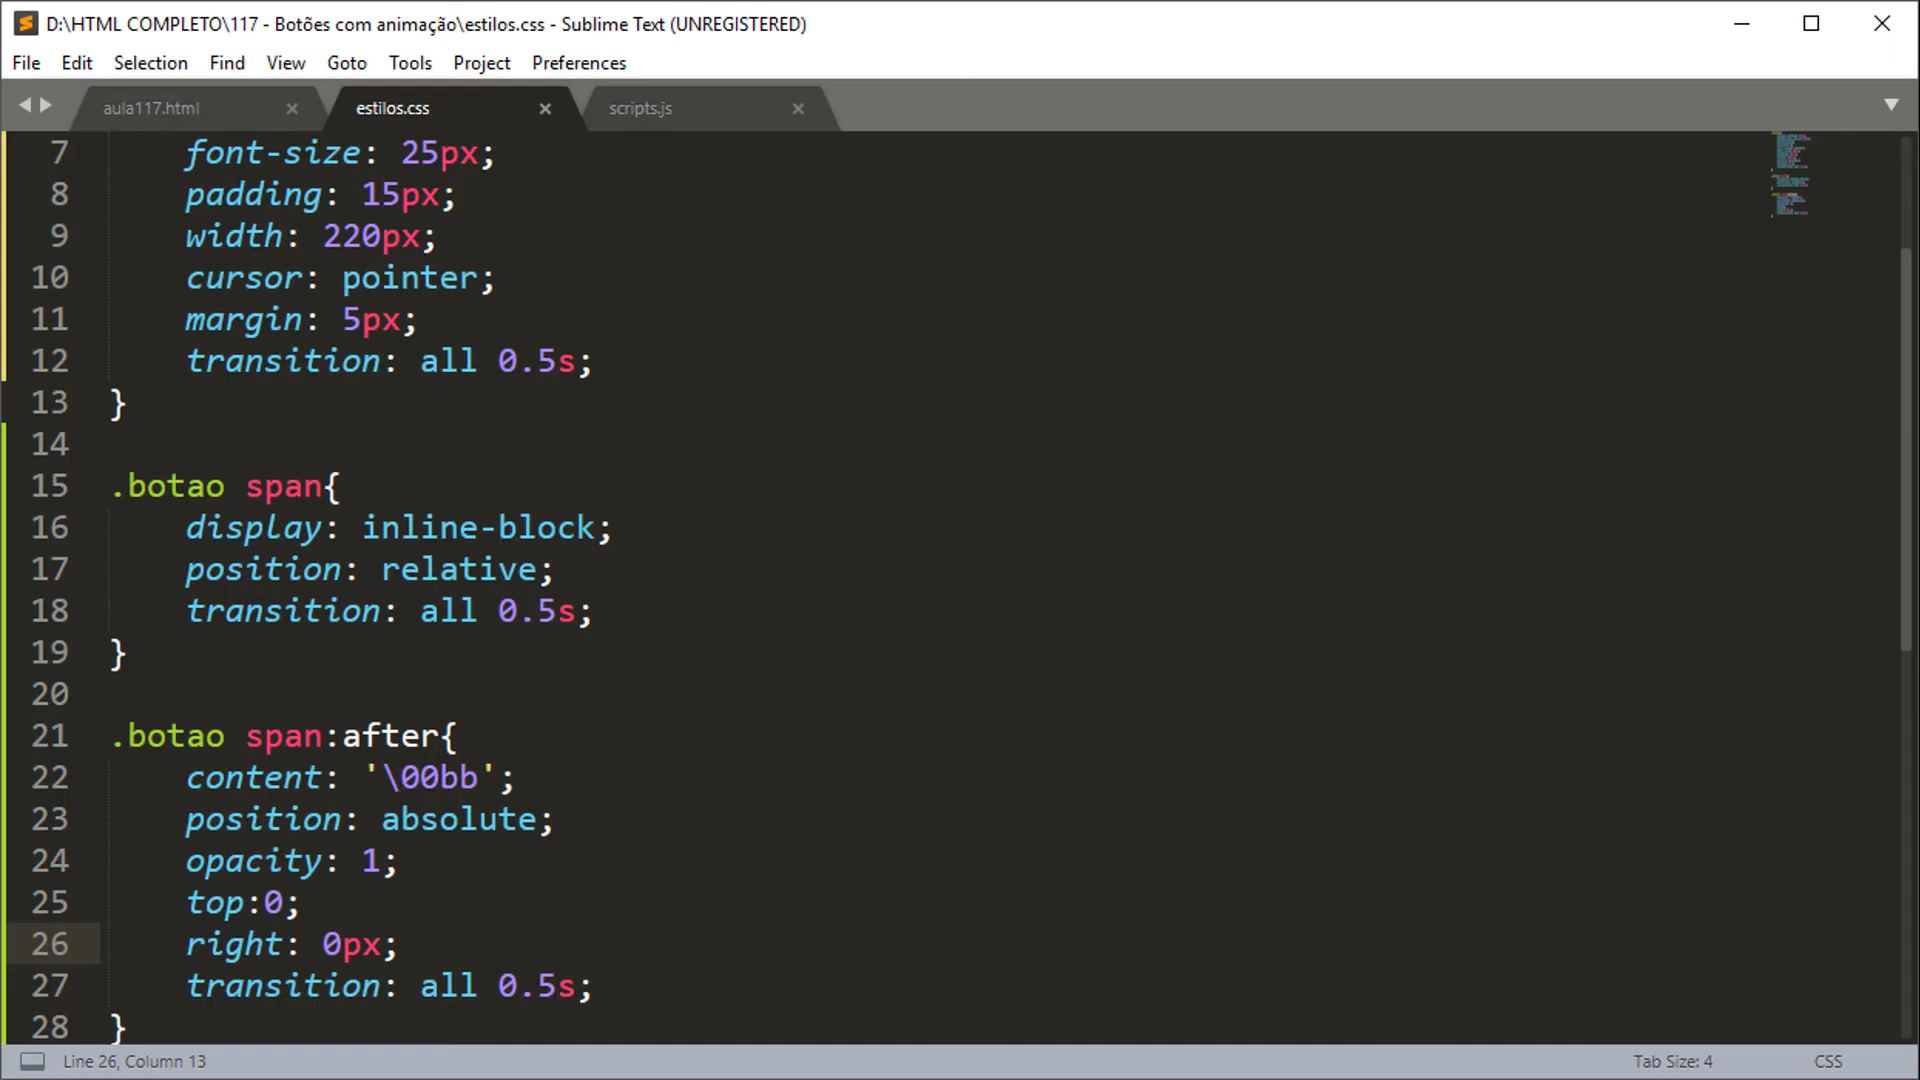 D:\HTML COMPLETO\117 - Botões com animação\estilos.css - Sublime Text (UNREGISTERED)
File Edit Selection Find View Goto Tools Project Preferences
aula117.html estilos.css scripts.js
7 font-size: 25px;
8 padding: 15px;
9 width: 220px;
10 cursor: pointer;
11 margin: 5px;
12 transition: all 0.5s;
13 }
14
15 .botao span{
16 display: inline-block;
17 position: relative;
18 transition: all 0.5s;
19 }
20
21 .botao span:after{
22 content: '\00bb';
23 position: absolute;
24 opacity: 1;
25 top:0;
26 right: 0px;
27 transition: all 0.5s;
28 }
Line 26, Column 13 Tab Size: 4 CSS